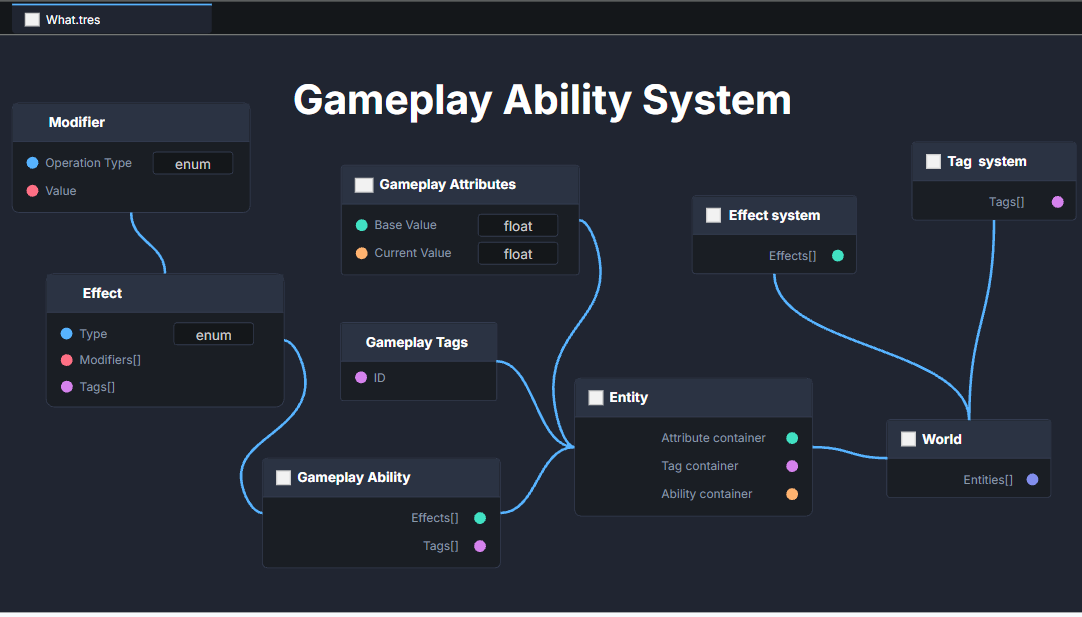 What.tres
Gameplay Ability System
Modifier
Operation Type enum
Value
Effect
Type enum
Modifiers[]
Tags[]
Gameplay Attributes
Base Value float
Current Value float
Gameplay Tags
ID
Gameplay Ability
Effects[]
Tags[]
Entity
Attribute container
Tag container
Ability container
Effect system
Effects[]
Tag system
Tags[]
World
Entities[]